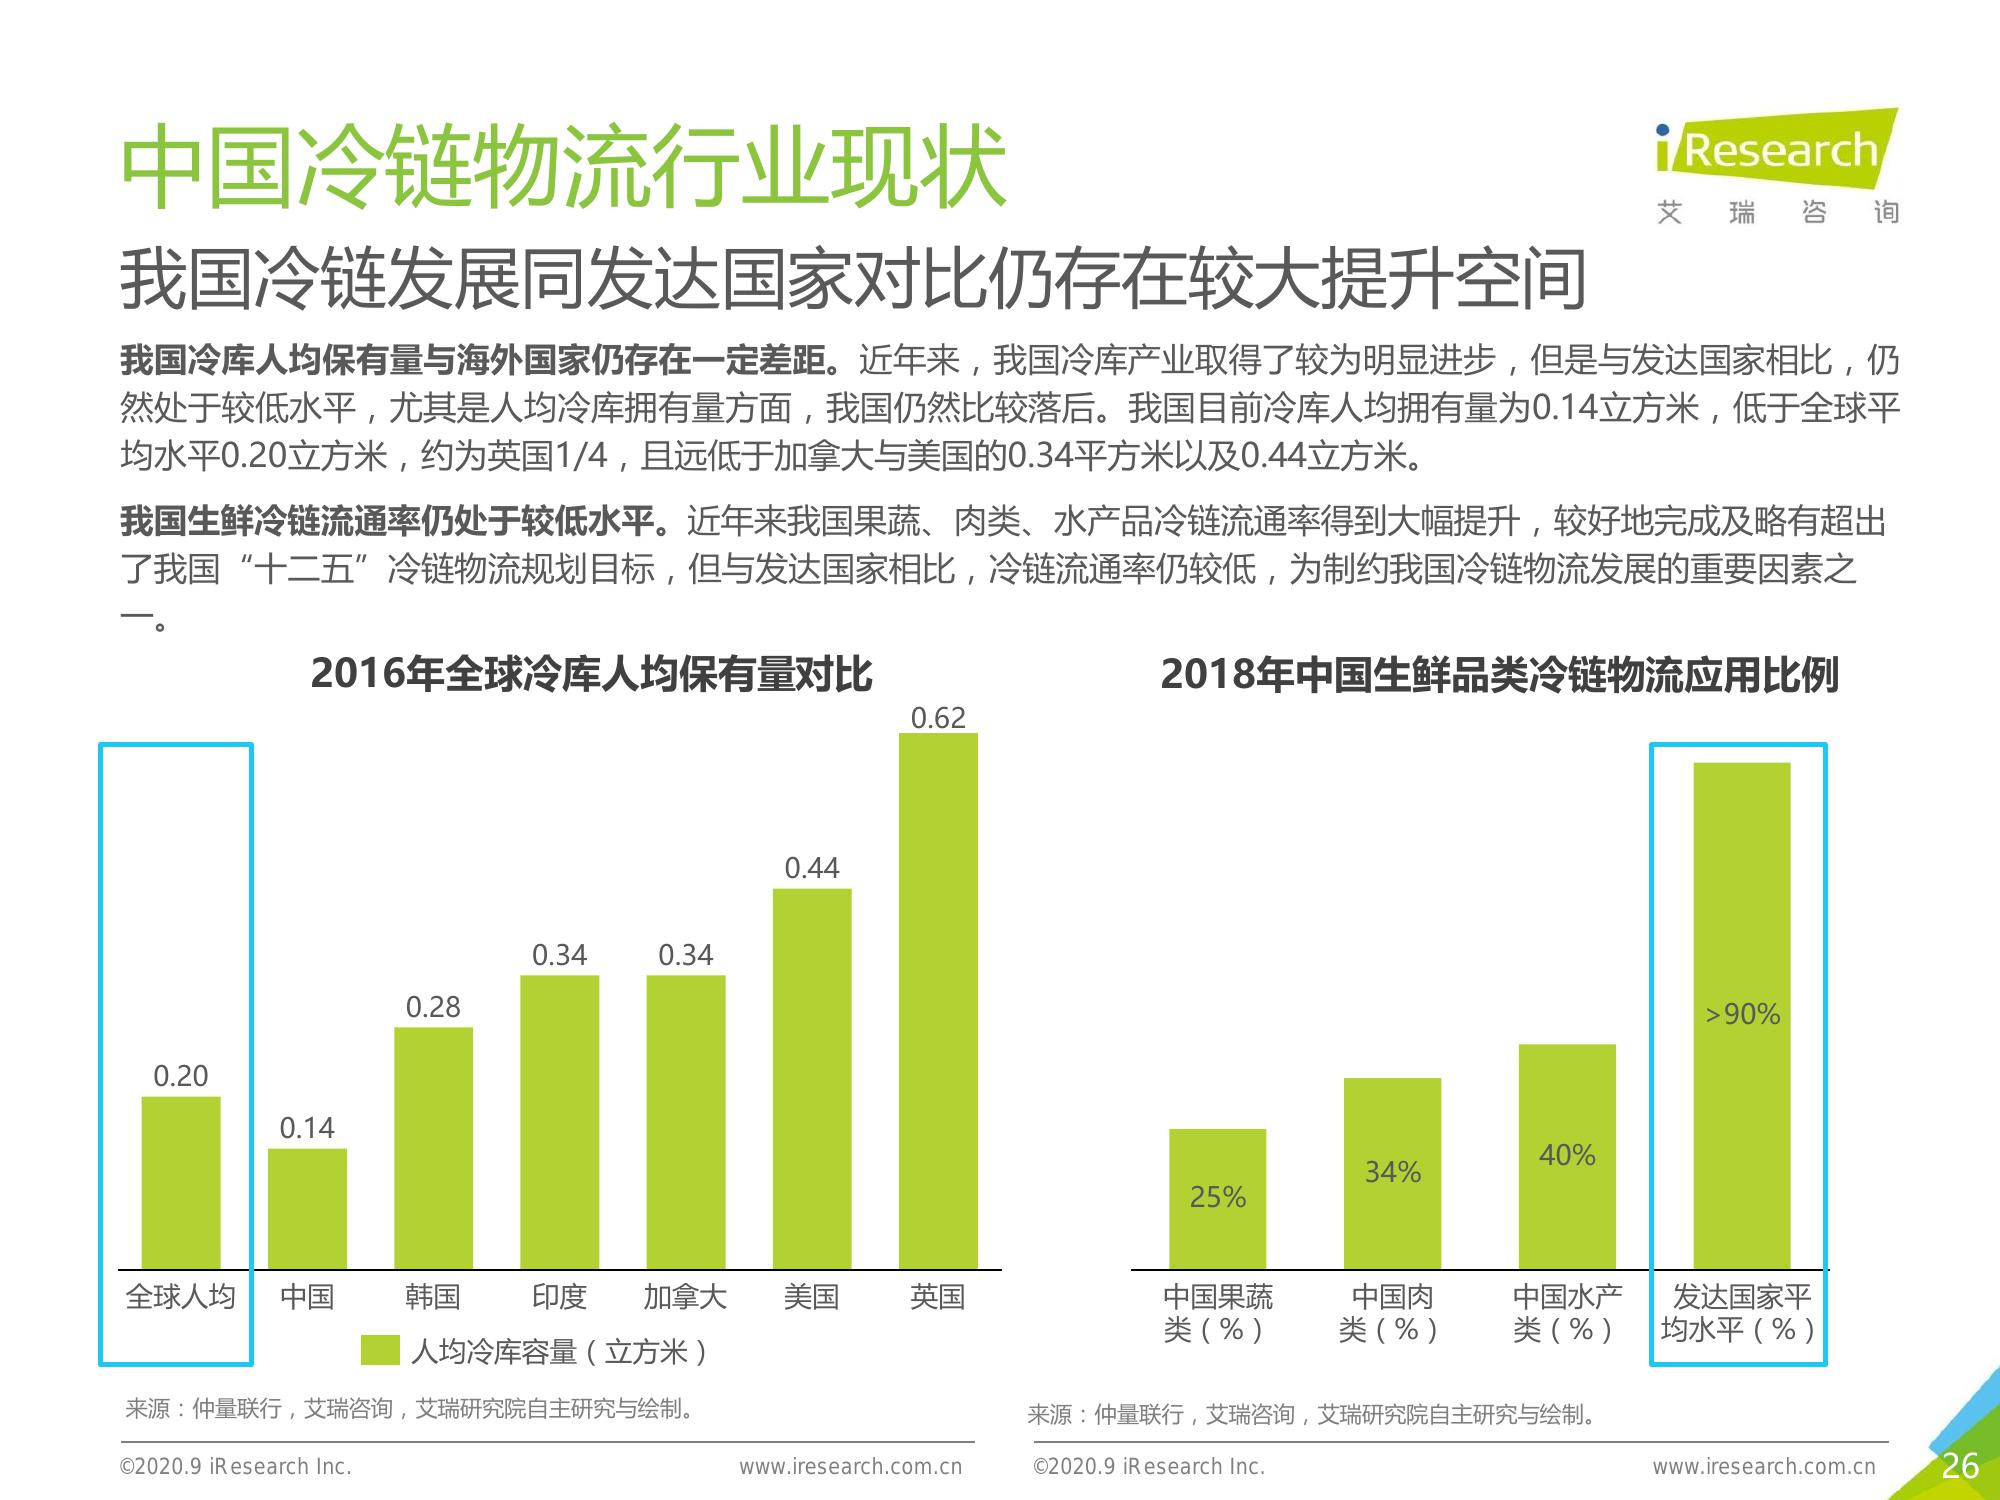 中国冷链物流行业现状
iResearch
艾瑞咨询
我国冷链发展同发达国家对比仍存在较大提升空间
我国冷库人均保有量与海外国家仍存在一定差距。近年来，我国冷库产业取得了较为明显进步，但是与发达国家相比，仍
然处于较低水平，尤其是人均冷库拥有量方面，我国仍然比较落后。我国目前冷库人均拥有量为0.14立方米，低于全球平
均水平0.20立方米，约为英国1/4，且远低于加拿大与美国的0.34平方米以及0.44立方米。
我国生鲜冷链流通率仍处于较低水平。近年来我国果蔬、肉类、水产品冷链流通率得到大幅提升，较好地完成及略有超出
了我国“十二五”冷链物流规划目标，但与发达国家相比，冷链流通率仍较低，为制约我国冷链物流发展的重要因素之
一。
2016年全球冷库人均保有量对比
0.20
0.14
0.28
0.34
0.34
0.44
0.62
全球人均
中国
韩国
印度
加拿大
美国
英国
人均冷库容量（立方米）
来源：仲量联行，艾瑞咨询，艾瑞研究院自主研究与绘制。
2018年中国生鲜品类冷链物流应用比例
25%
34%
40%
>90%
中国果蔬
类（%）
中国肉
类（%）
中国水产
类（%）
发达国家平
均水平（%）
来源：仲量联行，艾瑞咨询，艾瑞研究院自主研究与绘制。
©2020.9 iResearch Inc.
www.iresearch.com.cn
©2020.9 iResearch Inc.
www.iresearch.com.cn
26